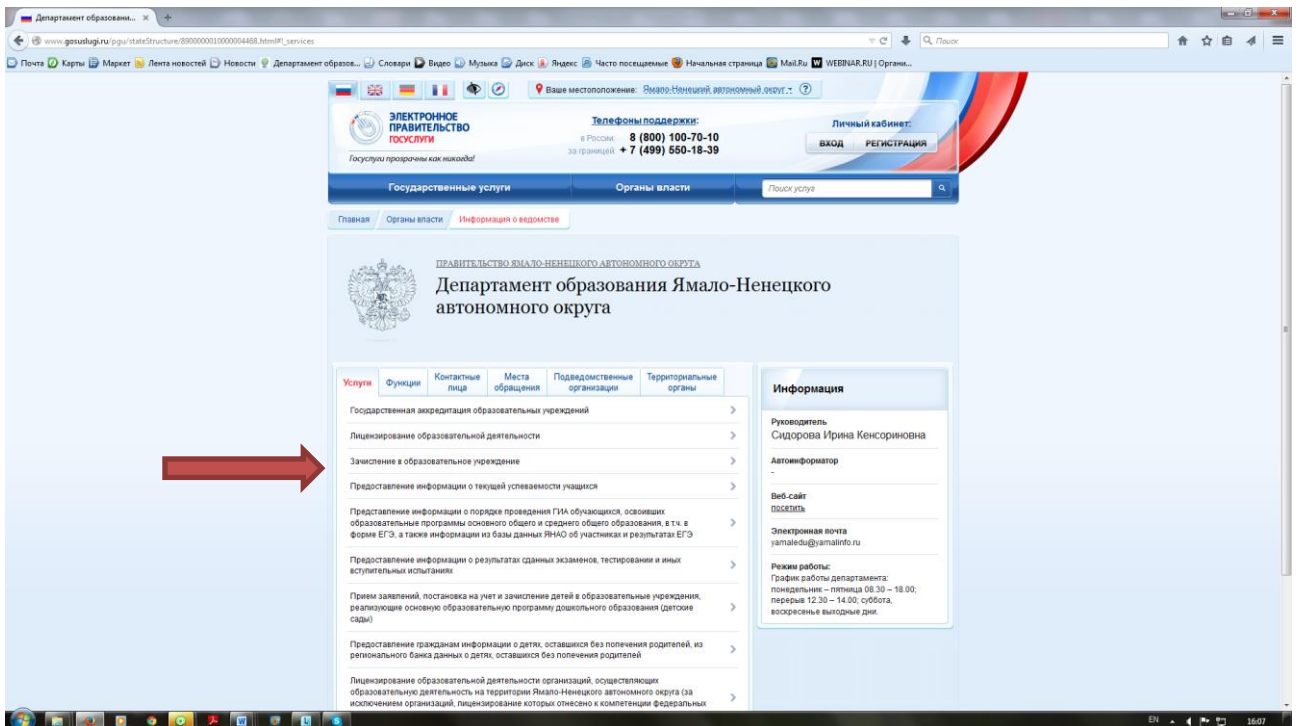 Департамент образовани...
www.gosuslugi.ru/pgu/stateStructure/8900000010000004468.html#!_services
Поиск
Почта Карты Маркет Лента новостей Новости Департамент образов... Словари Видео Музыка Диск Яндекс Часто посещаемые Начальная страница Mail.Ru WEBINAR.RU | Органи...
Ваше местоположение: Ямало-Ненецкий автономный округ
ЭЛЕКТРОННОЕ
ПРАВИТЕЛЬСТВО
ГОСУСЛУГИ
Госуслуги прозрачны как никогда!
Телефоны поддержки:
в России 8 (800) 100-70-10
за границей + 7 (499) 550-18-39
Личный кабинет:
ВХОД РЕГИСТРАЦИЯ
Государственные услуги Органы власти Поиск услуг
Главная Органы власти Информация о ведомстве
ПРАВИТЕЛЬСТВО ЯМАЛО-НЕНЕЦКОГО АВТОНОМНОГО ОКРУГА
Департамент образования Ямало-Ненецкого
автономного округа
Услуги Функции Контактные лица Места обращения Подведомственные организации Территориальные органы
Государственная аккредитация образовательных учреждений
Лицензирование образовательной деятельности
Зачисление в образовательное учреждение
Предоставление информации о текущей успеваемости учащихся
Представление информации о порядке проведения ГИА обучающихся, освоивших
образовательные программы основного общего и среднего общего образования, в т.ч. в
форме ЕГЭ, а также информации из базы данных ЯНАО об участниках и результатах ЕГЭ
Предоставление информации о результатах сданных экзаменов, тестировании и иных
вступительных испытаниях
Прием заявлений, постановка на учет и зачисление детей в образовательные учреждения,
реализующие основную образовательную программу дошкольного образования (детские
сады)
Предоставление гражданам информации о детях, оставшихся без попечения родителей, из
регионального банка данных о детях, оставшихся без попечения родителей
Лицензирование образовательной деятельности организаций, осуществляющих
образовательную деятельность на территории Ямало-Ненецкого автономного округа (за
исключением организаций, лицензирование которых отнесено к компетенции федеральных
Информация
Руководитель
Сидорова Ирина Кенсориновна
Автоинформатор
-
Веб-сайт
посетить
Электронная почта
yamaledu@yamalinfo.ru
Режим работы:
График работы департамента:
понедельник – пятница 08.30 – 18.00;
перерыв 12.30 – 14.00; суббота,
воскресенье выходные дни.
EN 16:07